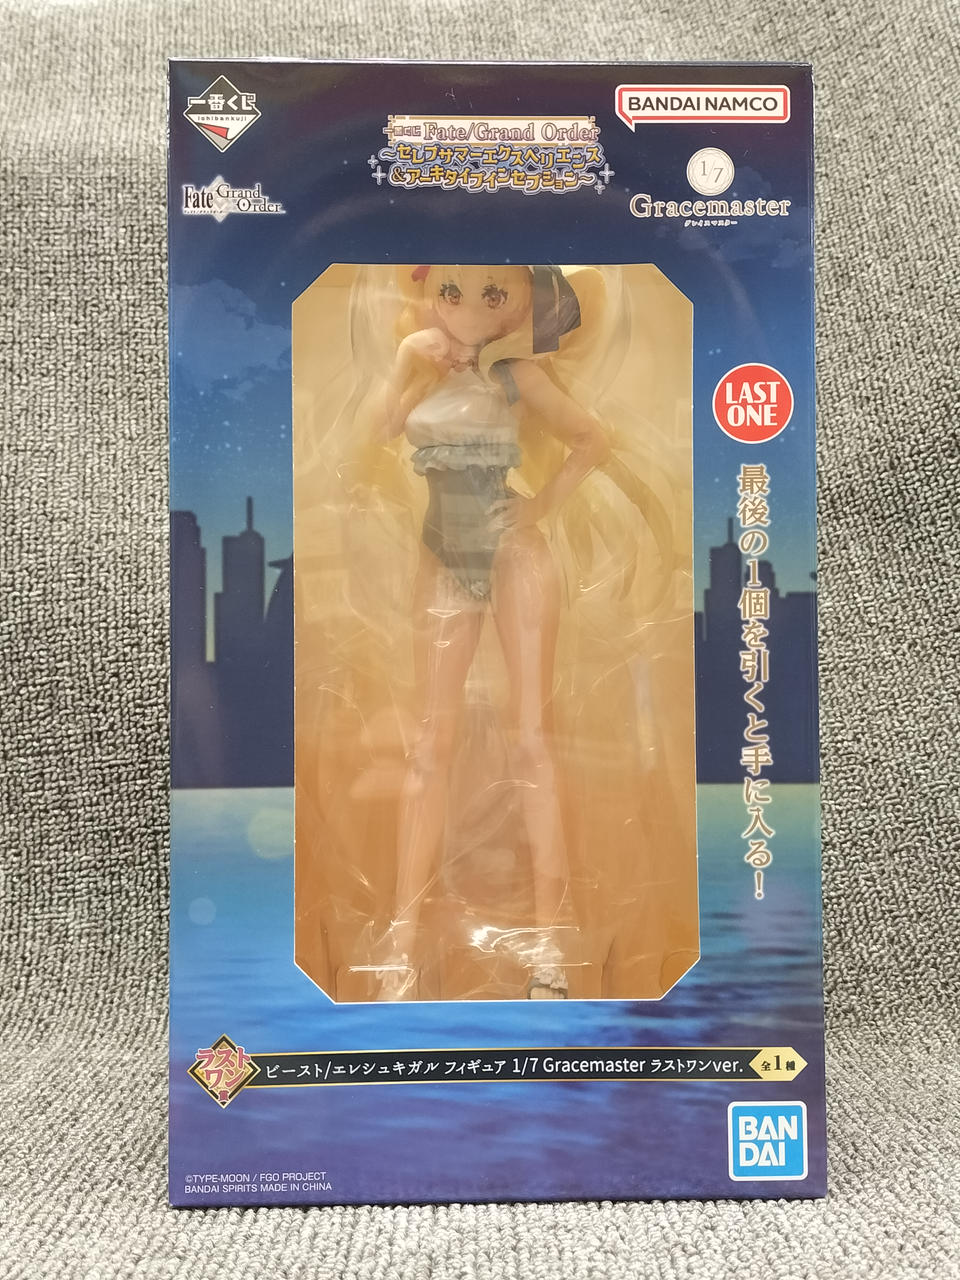 一番くじ
ichibankuji
BANDAI NAMCO
一番くじ Fate/Grand Order
～セレブサマーエクスペリエンス
&アーキタイプインセプション～
Fate Grand
Order
1/7
Gracemaster
グレイスマスター
LAST
ONE
最後の1個を引くと手に入る!
ラスト
ワン
賞
ビースト/エレシュキガル フィギュア 1/7 Gracemaster ラストワンver.
全1種
BAN
DAI
©TYPE-MOON / FGO PROJECT
BANDAI SPIRITS MADE IN CHINA